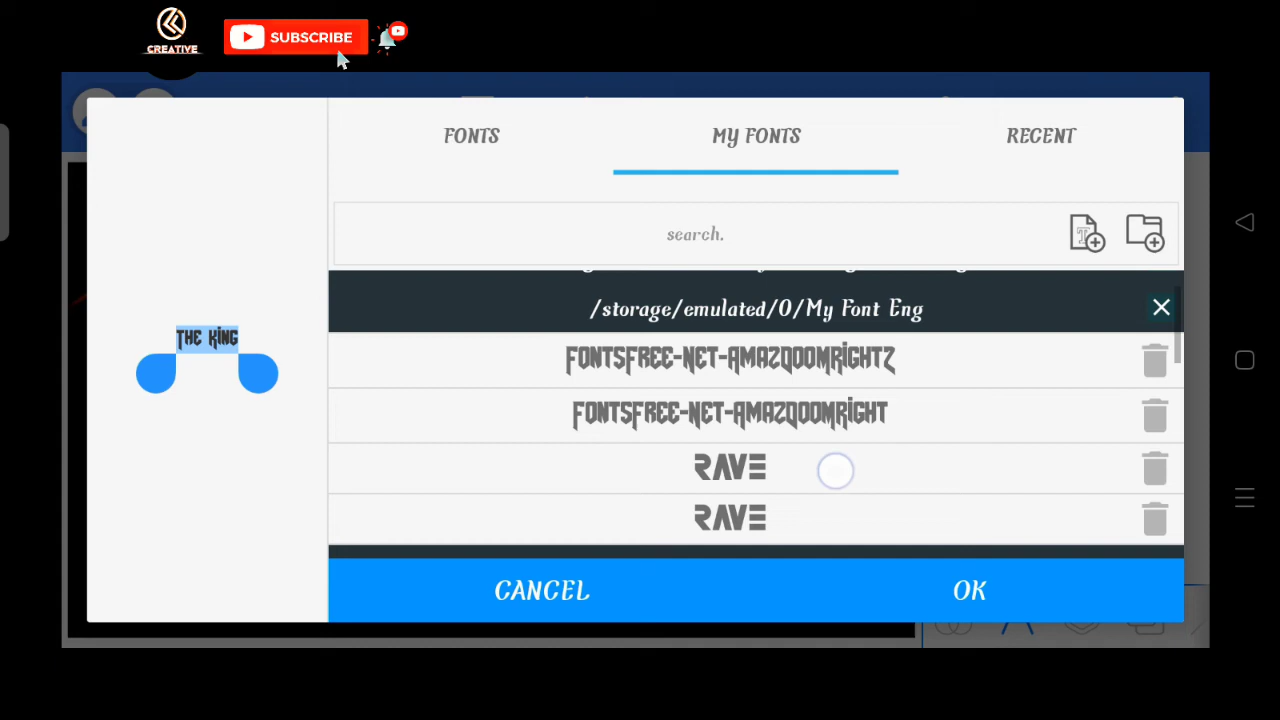 CREATIVE
SUBSCRIBE
FONTS
MY FONTS
RECENT
search.
/storage/emulated/0/My Font Eng
THE KING
FONTSFREE-NET-AMAZDOOMRIGHT2
FONTSFREE-NET-AMAZDOOMRIGHT
RAVE
RAVE
CANCEL
OK